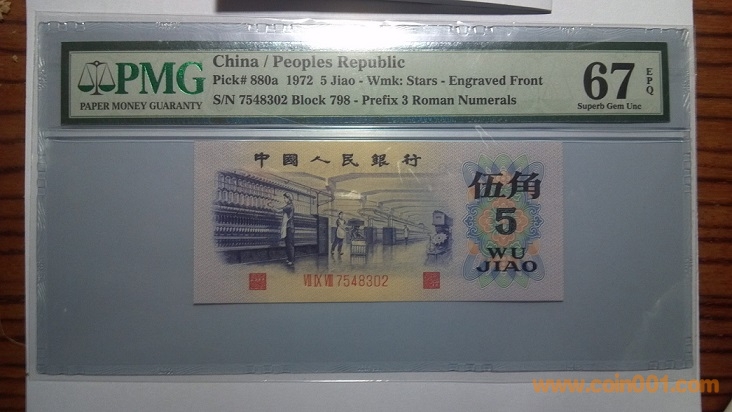 PMG
PAPER MONEY GUARANTY
China / Peoples Republic
Pick# 880a 1972 5 Jiao - Wmk: Stars - Engraved Front
S/N 7548302 Block 798 - Prefix 3 Roman Numerals
67 EPQ
Superb Gem Unc
中國人民銀行
伍角
5
WU
JIAO
Ⅶ Ⅸ Ⅷ 7548302
www.coin001.com